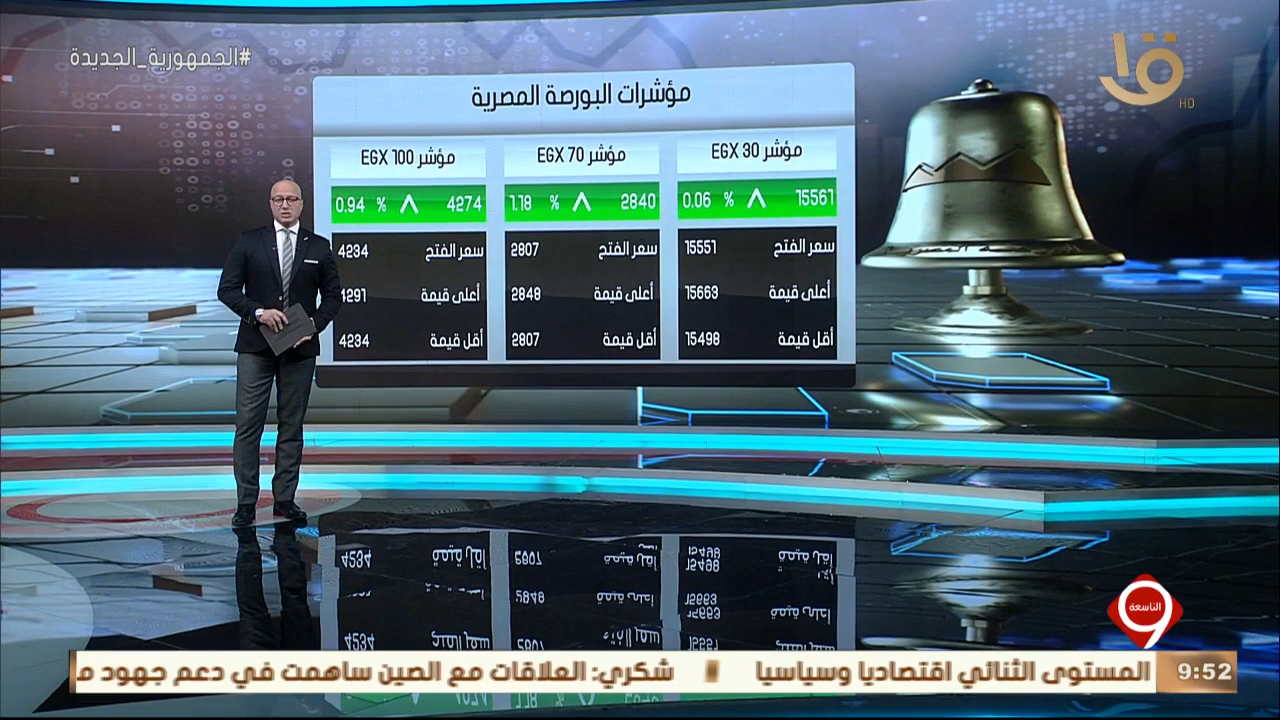 #الجمهورية_الجديدة
HD
مؤشرات البورصة المصرية
مؤشر EGX 30
15561 % 0.06
سعر الفتح 15551
أعلى قيمة 15663
أقل قيمة 15498
مؤشر EGX 70
2840 % 1.18
سعر الفتح 2807
أعلى قيمة 2848
أقل قيمة 2807
مؤشر EGX 100
4274 % 0.94
سعر الفتح 4234
أعلى قيمة 4291
أقل قيمة 4234
9 التاسعة
9:52
المستوى الثنائي اقتصاديا وسياسيا شكري: العلاقات مع الصين ساهمت في دعم جهود م